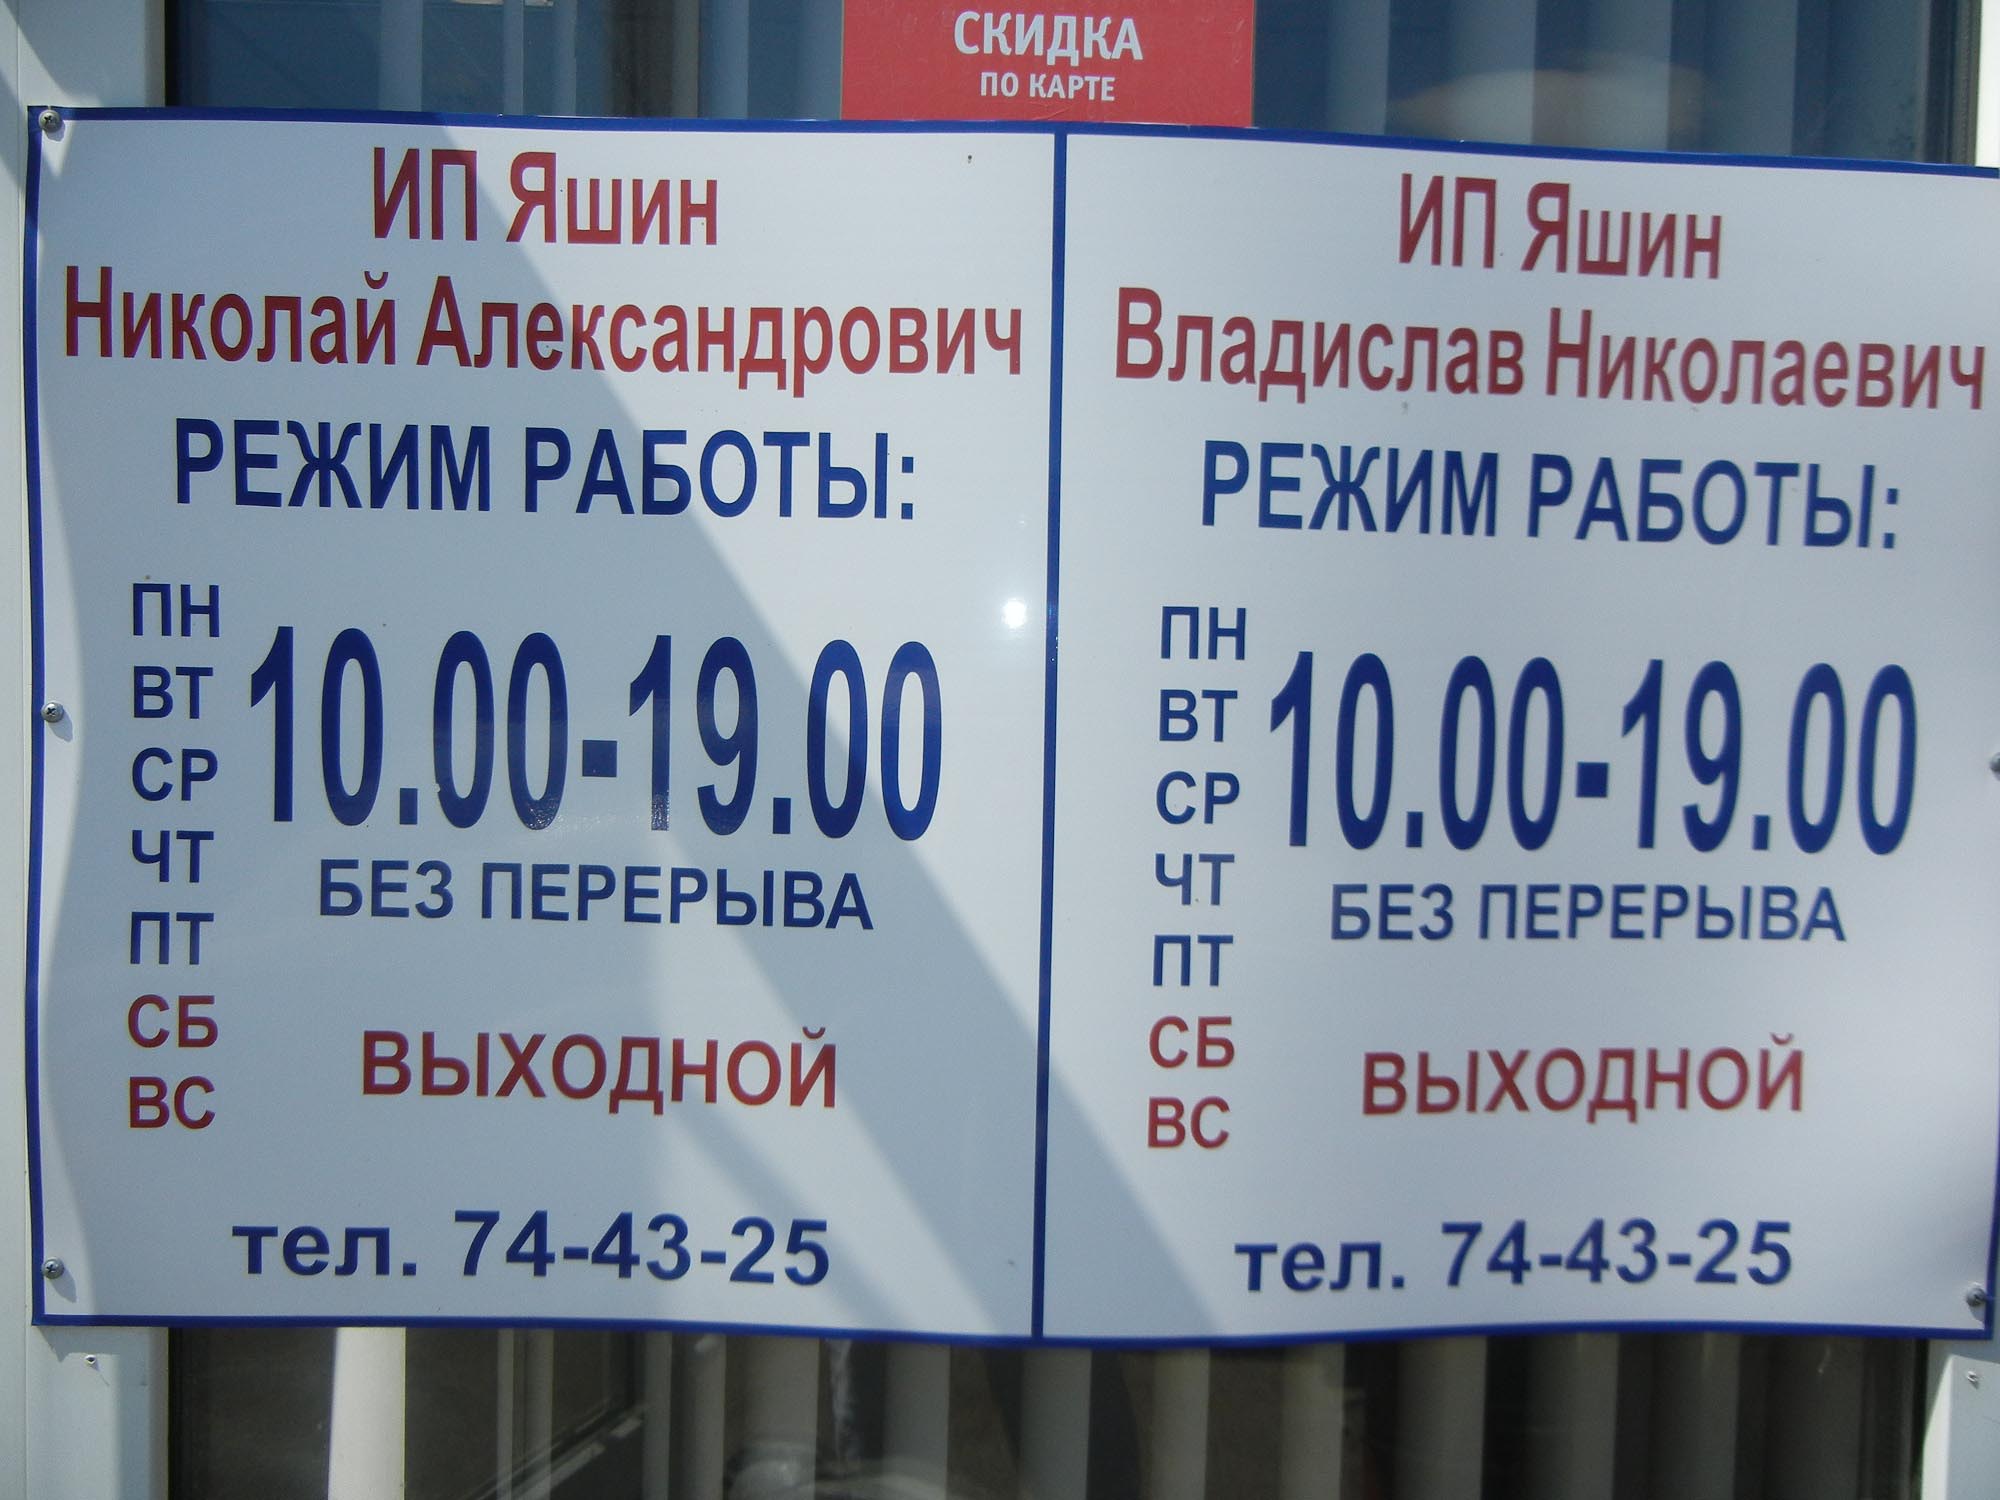 СКИДКА
ПО КАРТЕ
ИП Яшин
Николай Александрович
РЕЖИМ РАБОТЫ:
ПН
ВТ
СР
ЧТ
ПТ
СБ
ВС
10.00-19.00
БЕЗ ПЕРЕРЫВА
ВЫХОДНОЙ
тел. 74-43-25
ИП Яшин
Владислав Николаевич
РЕЖИМ РАБОТЫ:
ПН
ВТ
СР
ЧТ
ПТ
СБ
ВС
10.00-19.00
БЕЗ ПЕРЕРЫВА
ВЫХОДНОЙ
тел. 74-43-25